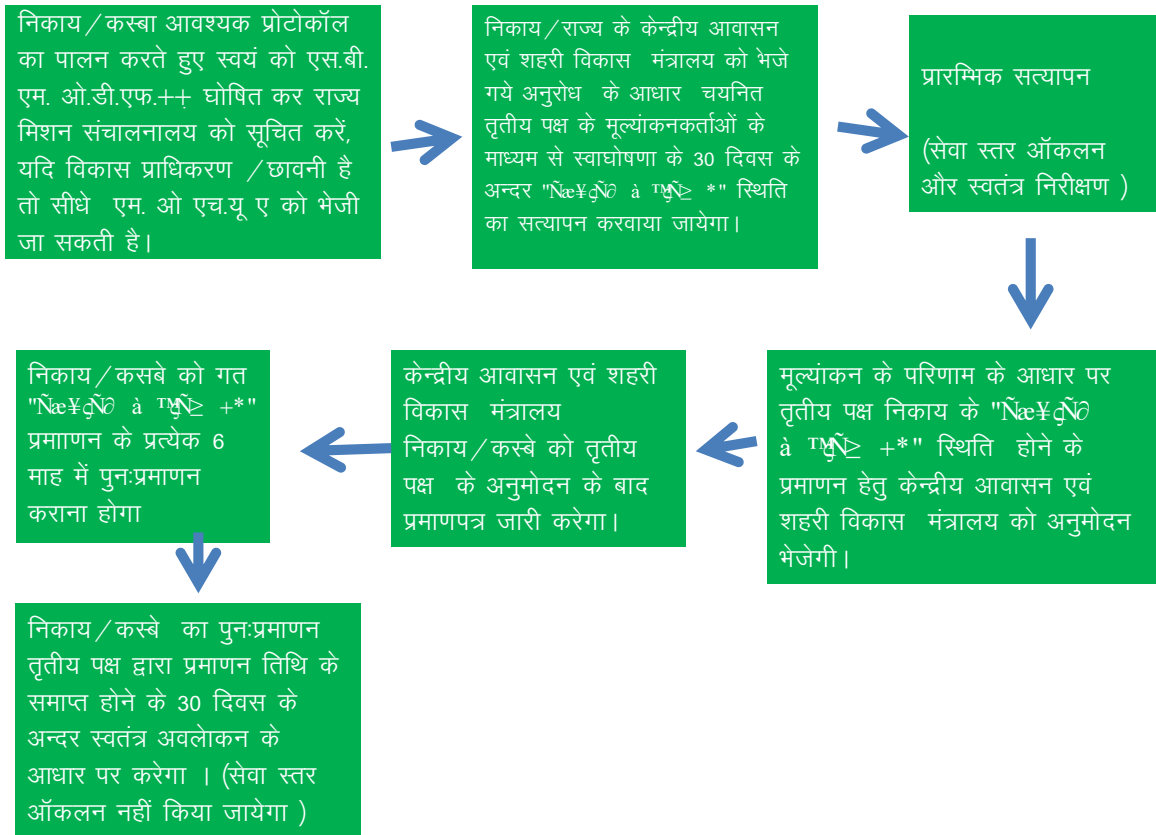 निकाय/कस्बा आवश्यक प्रोटोकॉल
का पालन करते हुए स्वयं को एस.बी.
एम. ओ.डी.एफ.++ घोषित कर राज्य
मिशन संचालनालय को सूचित करें,
यदि विकास प्राधिकरण /छावनी है
तो सीधे एम. ओ एच.यू ए को भेजी
जा सकती है।
निकाय/राज्य के केन्द्रीय आवासन
एवं शहरी विकास मंत्रालय को भेजे
गये अनुरोध के आधार चयनित
तृतीय पक्ष के मूल्यांकनकर्ताओं के
माध्यम से स्वाघोषणा के 30 दिवस के
अन्दर स्थिति
का सत्यापन करवाया जायेगा।
प्रारम्भिक सत्यापन
(सेवा स्तर ऑकलन
और स्वतंत्र निरीक्षण )
मूल्यांकन के परिणाम के आधार पर
तृतीय पक्ष निकाय के
स्थिति होने के
प्रमाणन हेतु केन्द्रीय आवासन एवं
शहरी विकास मंत्रालय को अनुमोदन
भेजेगी।
केन्द्रीय आवासन एवं शहरी
विकास मंत्रालय
निकाय/कस्बे को तृतीय
पक्ष के अनुमोदन के बाद
प्रमाणपत्र जारी करेगा।
निकाय/कसबे को गत
प्रमााणन के प्रत्येक 6
माह में पुनःप्रमाणन
कराना होगा
निकाय/कस्बे का पुनःप्रमाणन
तृतीय पक्ष द्वारा प्रमाणन तिथि के
समाप्त होने के 30 दिवस के
अन्दर स्वतंत्र अवलेाकन के
आधार पर करेगा । (सेवा स्तर
ऑकलन नहीं किया जायेगा )